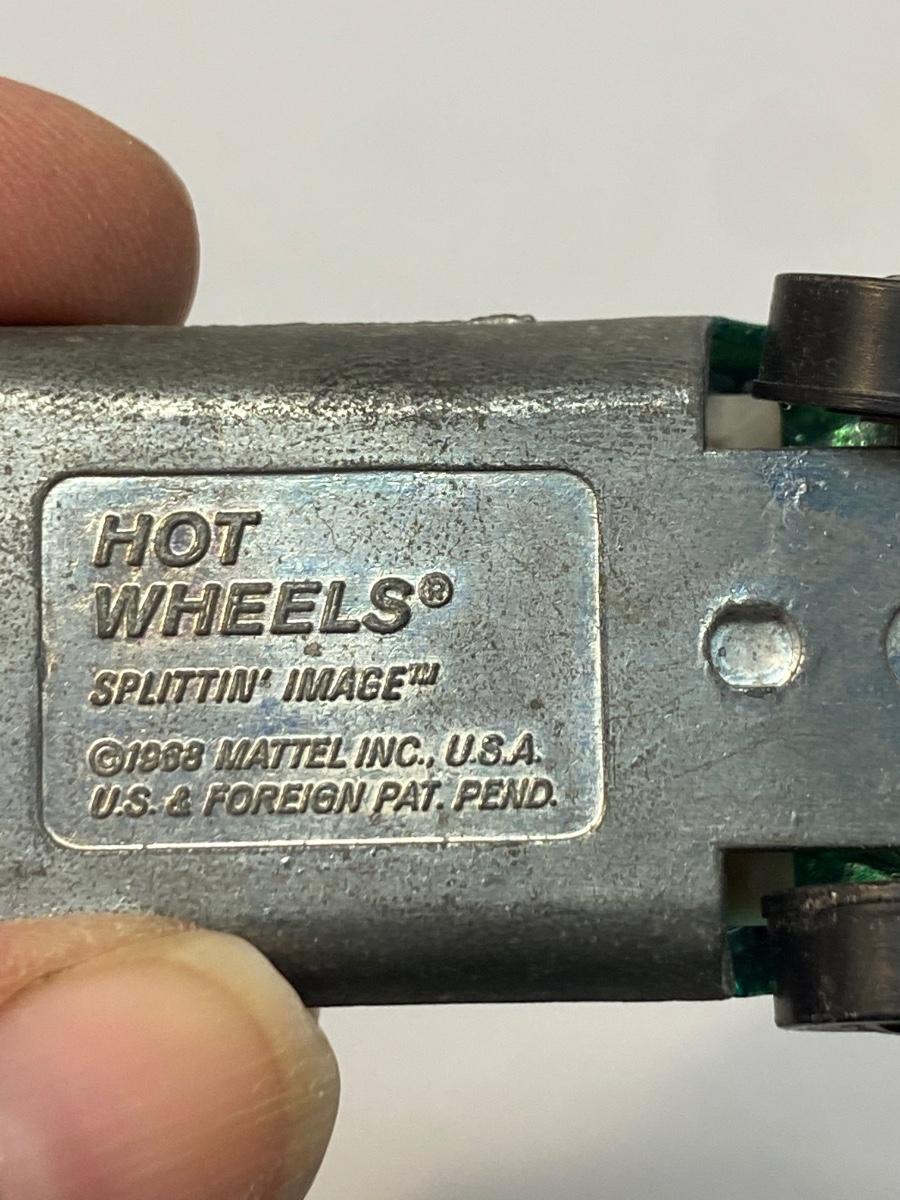 HOT
WHEELS®
SPLITTIN' IMAGE™
©1968 MATTEL INC., U.S.A.
U.S. & FOREIGN PAT. PEND.